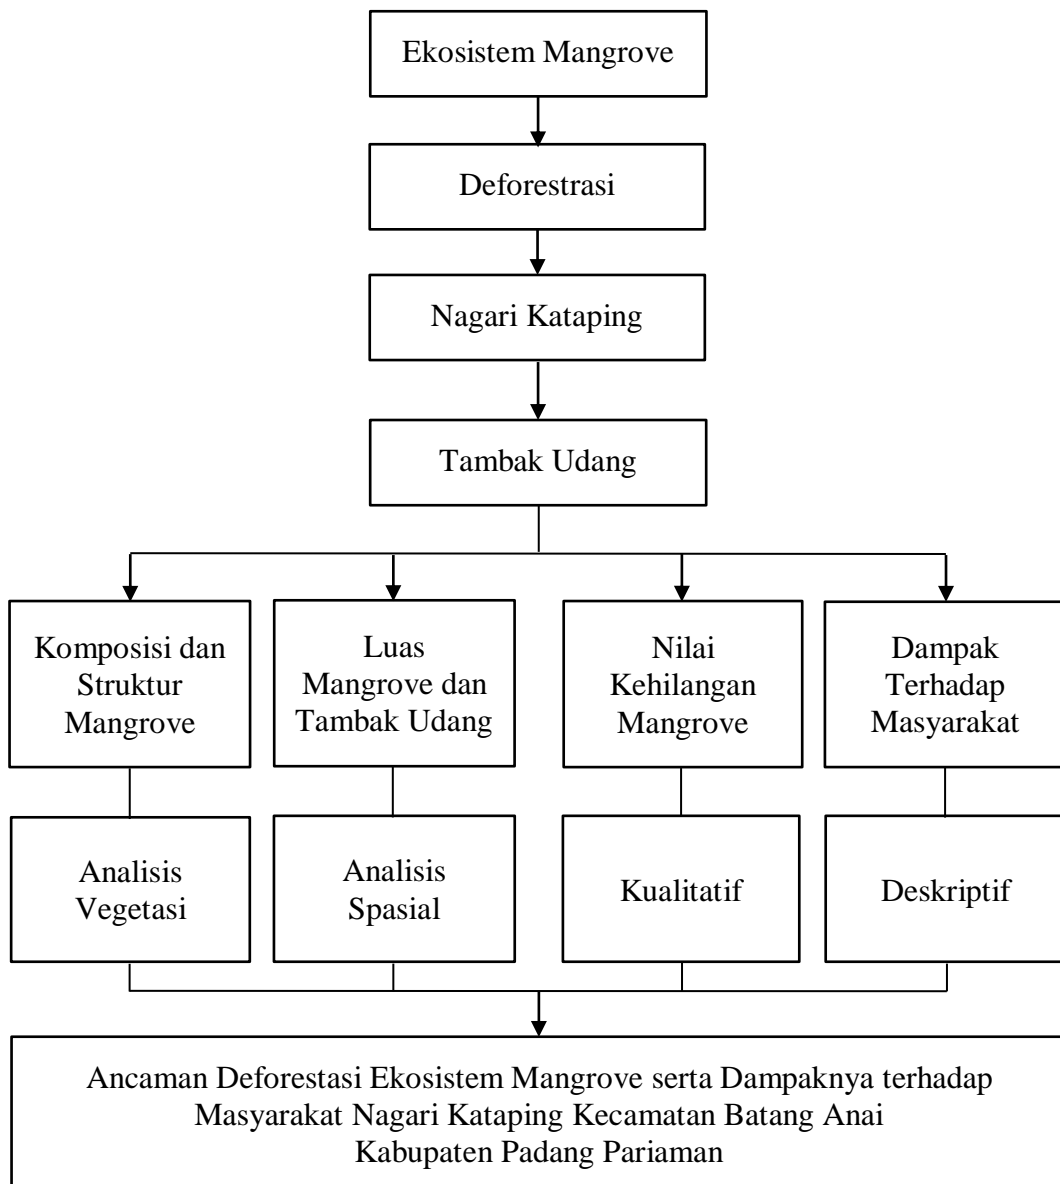 Ekosistem Mangrove
Deforestrasi
Nagari Kataping
Tambak Udang
Komposisi dan
Struktur
Mangrove
Luas
Mangrove dan
Tambak Udang
Nilai
Kehilangan
Mangrove
Dampak
Terhadap
Masyarakat
Analisis
Vegetasi
Analisis
Spasial
Kualitatif
Deskriptif
Ancaman Deforestasi Ekosistem Mangrove serta Dampaknya terhadap
Masyarakat Nagari Kataping Kecamatan Batang Anai
Kabupaten Padang Pariaman